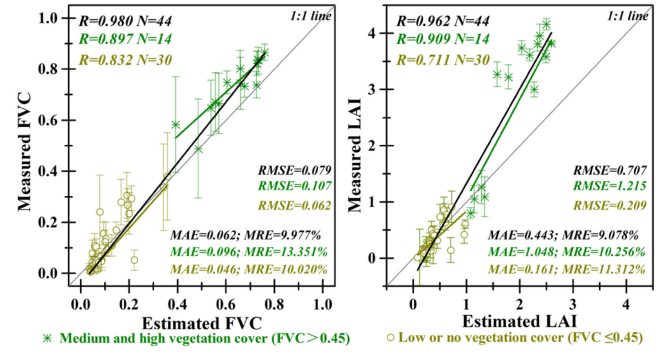 R=0.980 N=44
1:1 line
R=0.897 N=14
R=0.832 N=30
RMSE=0.079
RMSE=0.107
RMSE=0.062
MAE=0.062; MRE=9.977%
MAE=0.096; MRE=13.351%
MAE=0.046; MRE=10.020%
Measured FVC
1.0
0.8
0.6
0.4
0.2
0.0
0.0 0.2 0.4 0.6 0.8 1.0
Estimated FVC
R=0.962 N=44
1:1 line
R=0.909 N=14
R=0.711 N=30
RMSE=0.707
RMSE=1.215
RMSE=0.209
MAE=0.443; MRE=9.078%
MAE=1.048; MRE=10.256%
MAE=0.161; MRE=11.312%
Measured LAI
4
3
2
1
0
0 1 2 3 4
Estimated LAI
Medium and high vegetation cover (FVC>0.45)
Low or no vegetation cover (FVC ≤0.45)